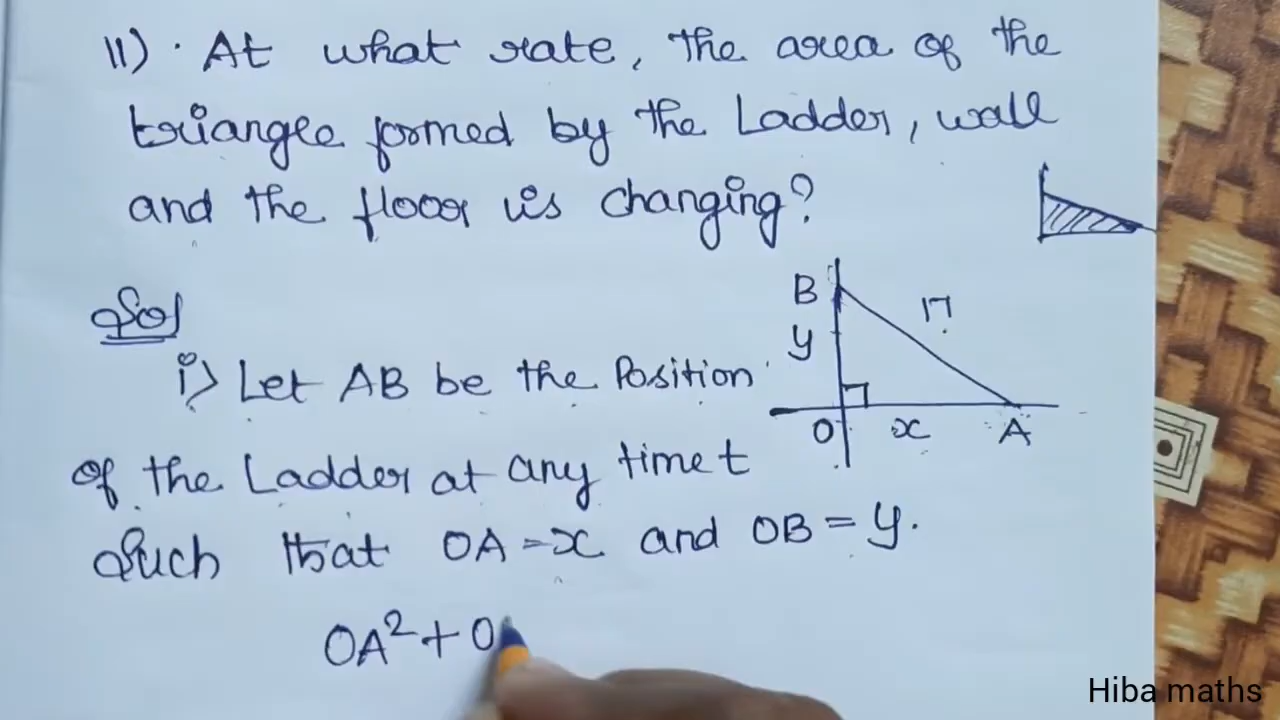 11) . At what rate, the area of the
triangle formed by the Ladder, wall
and the floor is changing?
Sol
B
17
y
i) Let AB be the Position
O x A
of the Ladder at any time t
Such that OA = x and OB = y.
OA² + O
Hiba maths